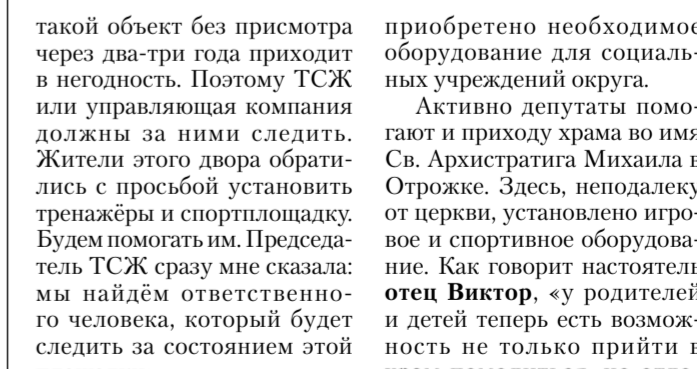 такой объект без присмотра
через два-три года приходит
в негодность. Поэтому ТСЖ
или управляющая компания
должны за ними следить.
Жители этого двора обрати-
лись с просьбой установить
тренажёры и спортплощадку.
Будем помогать им. Председа-
тель ТСЖ сразу мне сказала:
мы найдём ответственно-
го человека, который будет
следить за состоянием этой
приобретено необходимое
оборудование для социаль-
ных учреждений округа.
Активно депутаты помо-
гают и приходу храма во имя
Св. Архистратига Михаила в
Отрожке. Здесь, неподалеку
от церкви, установлено игро-
вое и спортивное оборудова-
ние. Как говорит настоятель
отец Виктор, «у родителей
и детей теперь есть возмож-
ность не только прийти в